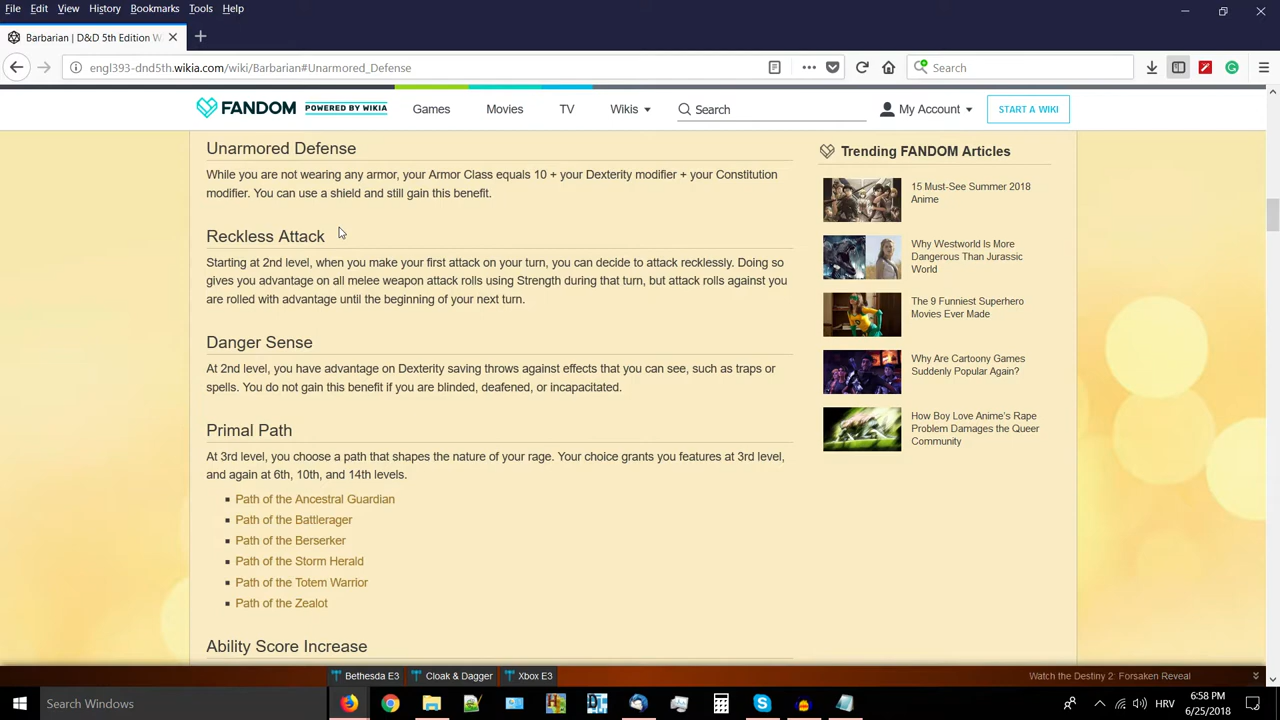 File Edit View History Bookmarks Tools Help
Barbarian | D&D 5th Edition W
engl393-dnd5th.wikia.com/wiki/Barbarian#Unarmored_Defense
Search
FANDOM POWERED BY WIKIA
Games Movies TV Wikis Search My Account START A WIKI
Unarmored Defense
While you are not wearing any armor, your Armor Class equals 10 + your Dexterity modifier + your Constitution
modifier. You can use a shield and still gain this benefit.
Reckless Attack
Starting at 2nd level, when you make your first attack on your turn, you can decide to attack recklessly. Doing so
gives you advantage on all melee weapon attack rolls using Strength during that turn, but attack rolls against you
are rolled with advantage until the beginning of your next turn.
Danger Sense
At 2nd level, you have advantage on Dexterity saving throws against effects that you can see, such as traps or
spells. You do not gain this benefit if you are blinded, deafened, or incapacitated.
Primal Path
At 3rd level, you choose a path that shapes the nature of your rage. Your choice grants you features at 3rd level,
and again at 6th, 10th, and 14th levels.
Path of the Ancestral Guardian
Path of the Battlerager
Path of the Berserker
Path of the Storm Herald
Path of the Totem Warrior
Path of the Zealot
Ability Score Increase
Trending FANDOM Articles
15 Must-See Summer 2018
Anime
Why Westworld Is More
Dangerous Than Jurassic
World
The 9 Funniest Superhero
Movies Ever Made
Why Are Cartoony Games
Suddenly Popular Again?
How Boy Love Anime's Rape
Problem Damages the Queer
Community
Bethesda E3 Cloak & Dagger Xbox E3 Watch the Destiny 2: Forsaken Reveal
Search Windows
HRV
6:58 PM
6/25/2018